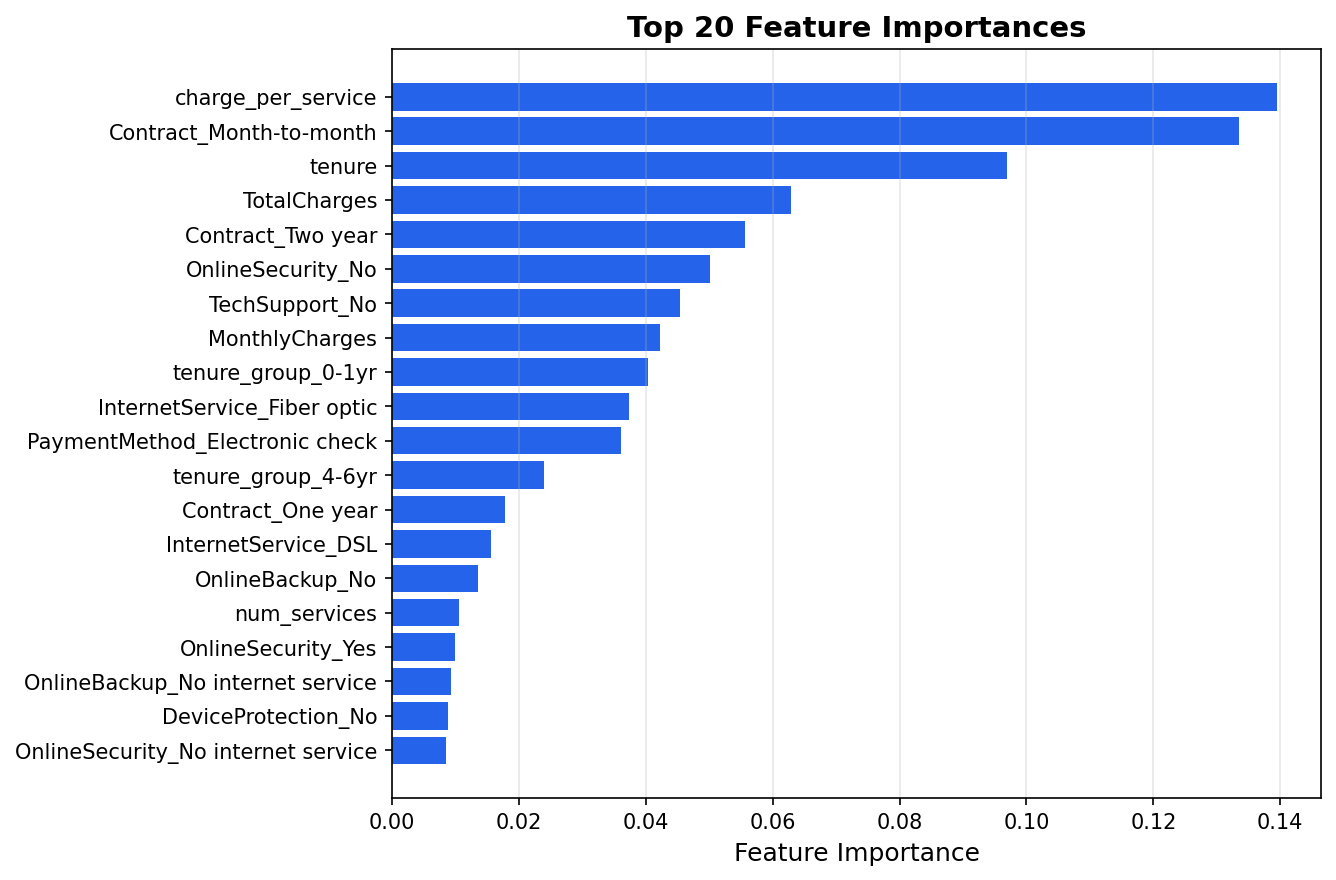 Top 20 Feature Importances
charge_per_service
Contract_Month-to-month
tenure
TotalCharges
Contract_Two year
OnlineSecurity_No
TechSupport_No
MonthlyCharges
tenure_group_0-1yr
InternetService_Fiber optic
PaymentMethod_Electronic check
tenure_group_4-6yr
Contract_One year
InternetService_DSL
OnlineBackup_No
num_services
OnlineSecurity_Yes
OnlineBackup_No internet service
DeviceProtection_No
OnlineSecurity_No internet service
0.00 0.02 0.04 0.06 0.08 0.10 0.12 0.14
Feature Importance